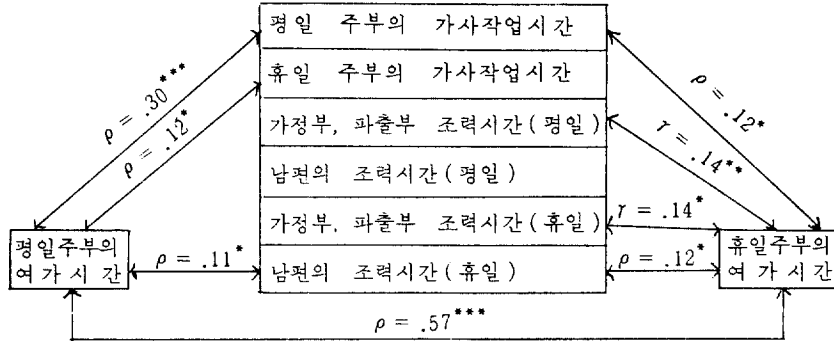 평일 주부의 가사작업시간
휴일 주부의 가사작업시간
가정부, 파출부 조력시간(평일)
남편의 조력시간(평일)
가정부, 파출부 조력시간(휴일)
남편의 조력시간(휴일)
ρ = .30***
ρ = .12*
ρ = .12*
γ = .14**
γ = .14*
평일주부의
여가시간
ρ = .11*
ρ = .12*
휴일주부의
여가시간
ρ = .57***